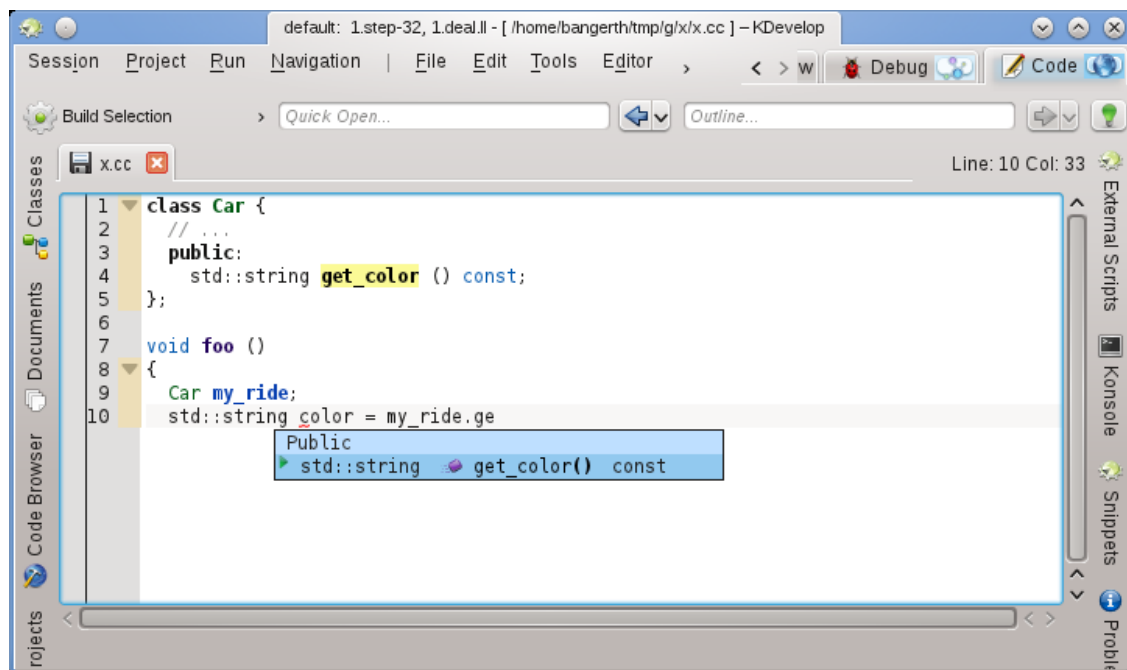 default: 1.step-32, 1.deal.II - [ /home/bangerth/tmp/g/x/x.cc ] – KDevelop
Session Project Run Navigation | File Edit Tools Editor > < > w Debug Code
Build Selection > Quick Open... Outline...
x.cc Line: 10 Col: 33
Classes
Documents
Code Browser
rojects
1 class Car {
2 // ...
3 public:
4 std::string get_color () const;
5 };
6
7 void foo ()
8 {
9 Car my_ride;
10 std::string color = my_ride.ge
Public
std::string get_color() const
External Scripts
Konsole
Snippets
Proble